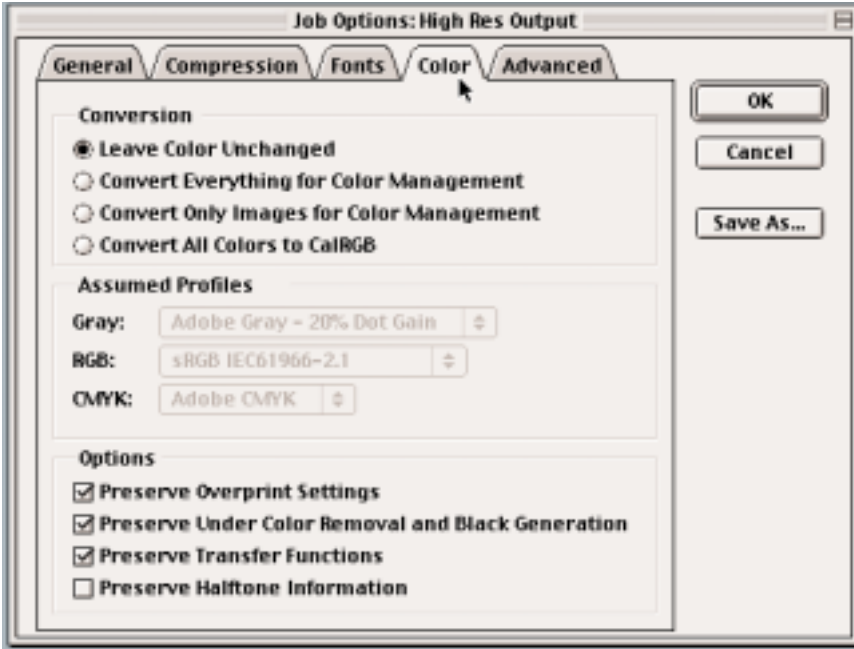 Job Options: High Res Output
General Compression Fonts Color Advanced
OK
Cancel
Save As...
Conversion
Leave Color Unchanged
Convert Everything for Color Management
Convert Only Images for Color Management
Convert All Colors to CalRGB
Assumed Profiles
Gray: Adobe Gray - 20% Dot Gain
RGB: sRGB IEC61966-2.1
CMYK: Adobe CMYK
Options
Preserve Overprint Settings
Preserve Under Color Removal and Black Generation
Preserve Transfer Functions
Preserve Halftone Information